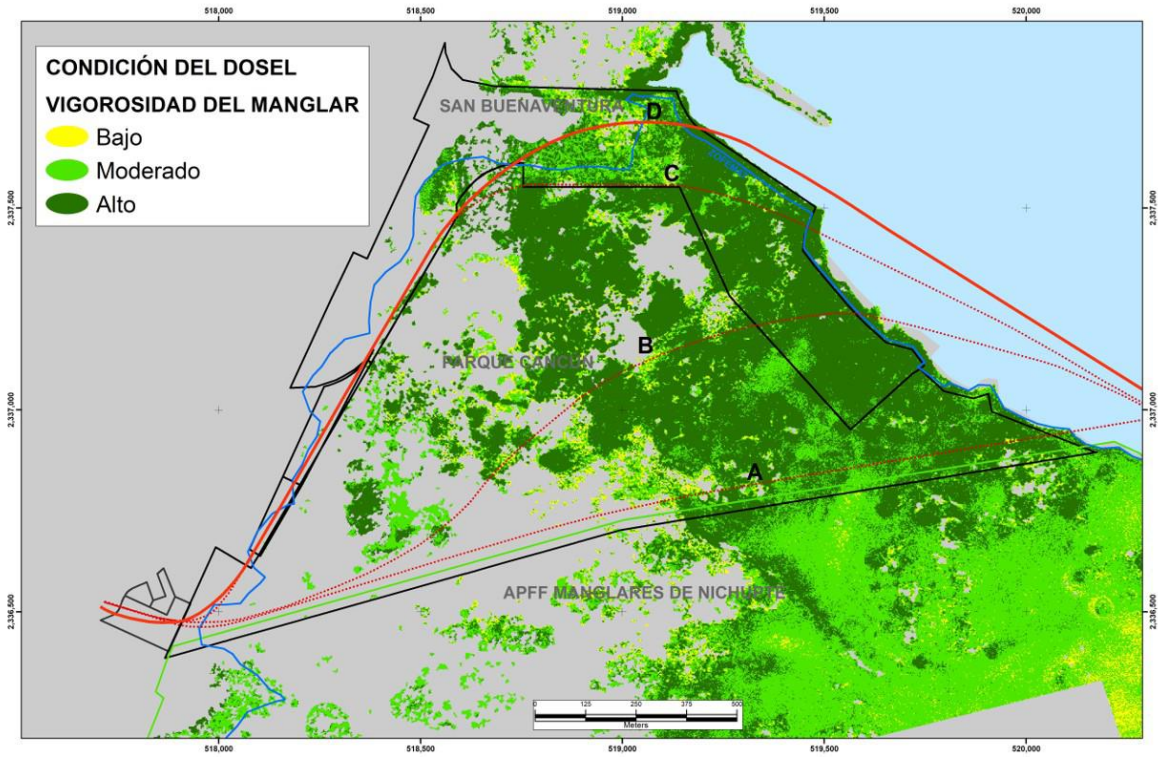 518,000 518,500 519,000 519,500 520,000
CONDICIÓN DEL DOSEL
VIGOROSIDAD DEL MANGLAR
Bajo
Moderado
Alto
SAN BUENAVENTURA
D
C
2,337,500 2,337,500
B
PARQUE CANCÚN
2,337,000 2,337,000
A
APFF MANGLARES DE NICHUPTÉ
2,336,500 2,336,500
0 125 250 375 500
Meters
518,000 518,500 519,000 519,500 520,000